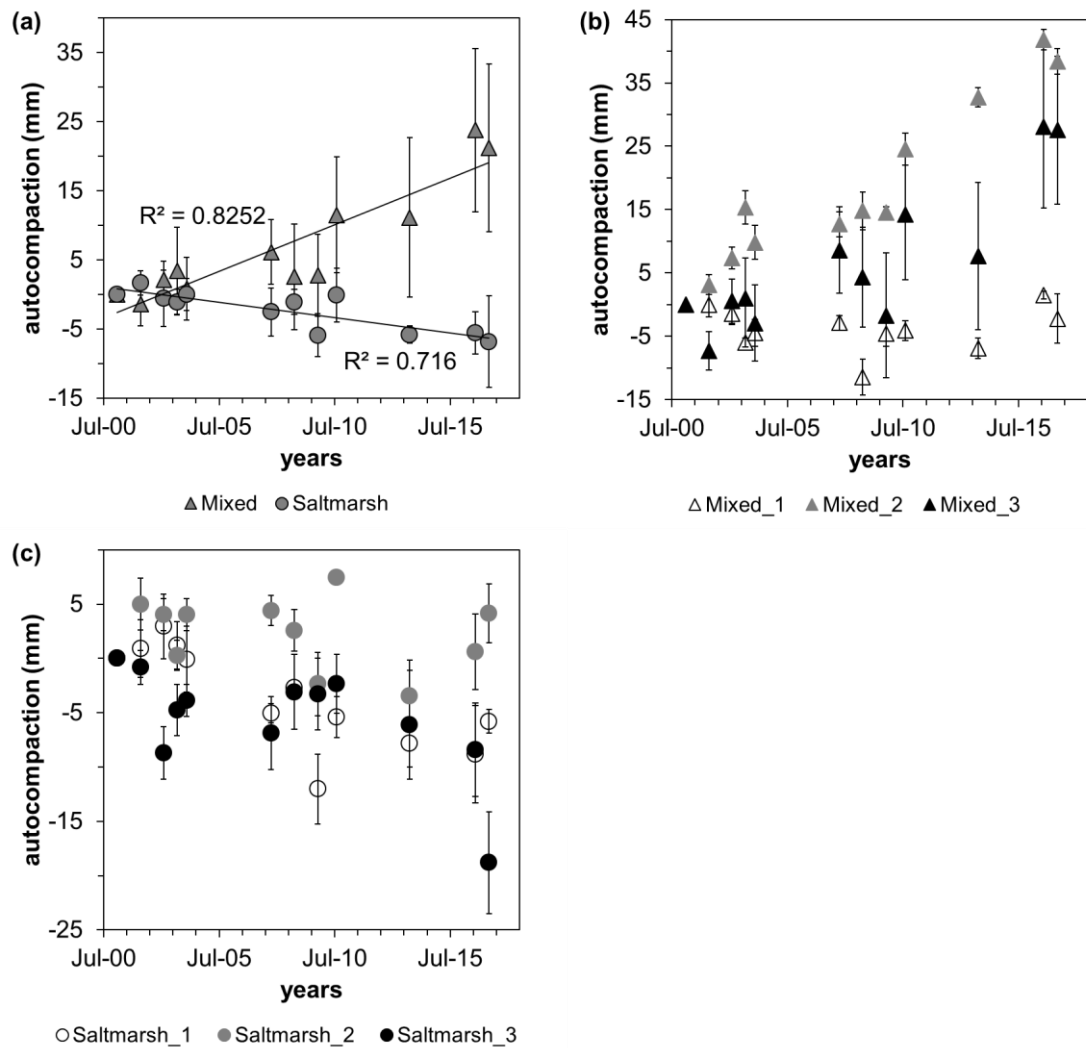 (a)
autocompaction (mm)
35
25
15
5
-5
-15
R² = 0.8252
R² = 0.716
Jul-00 Jul-05 Jul-10 Jul-15
years
Mixed Saltmarsh
(b)
autocompaction (mm)
45
35
25
15
5
-5
-15
Jul-00 Jul-05 Jul-10 Jul-15
years
Mixed_1 Mixed_2 Mixed_3
(c)
autocompaction (mm)
5
-5
-15
-25
Jul-00 Jul-05 Jul-10 Jul-15
years
Saltmarsh_1 Saltmarsh_2 Saltmarsh_3